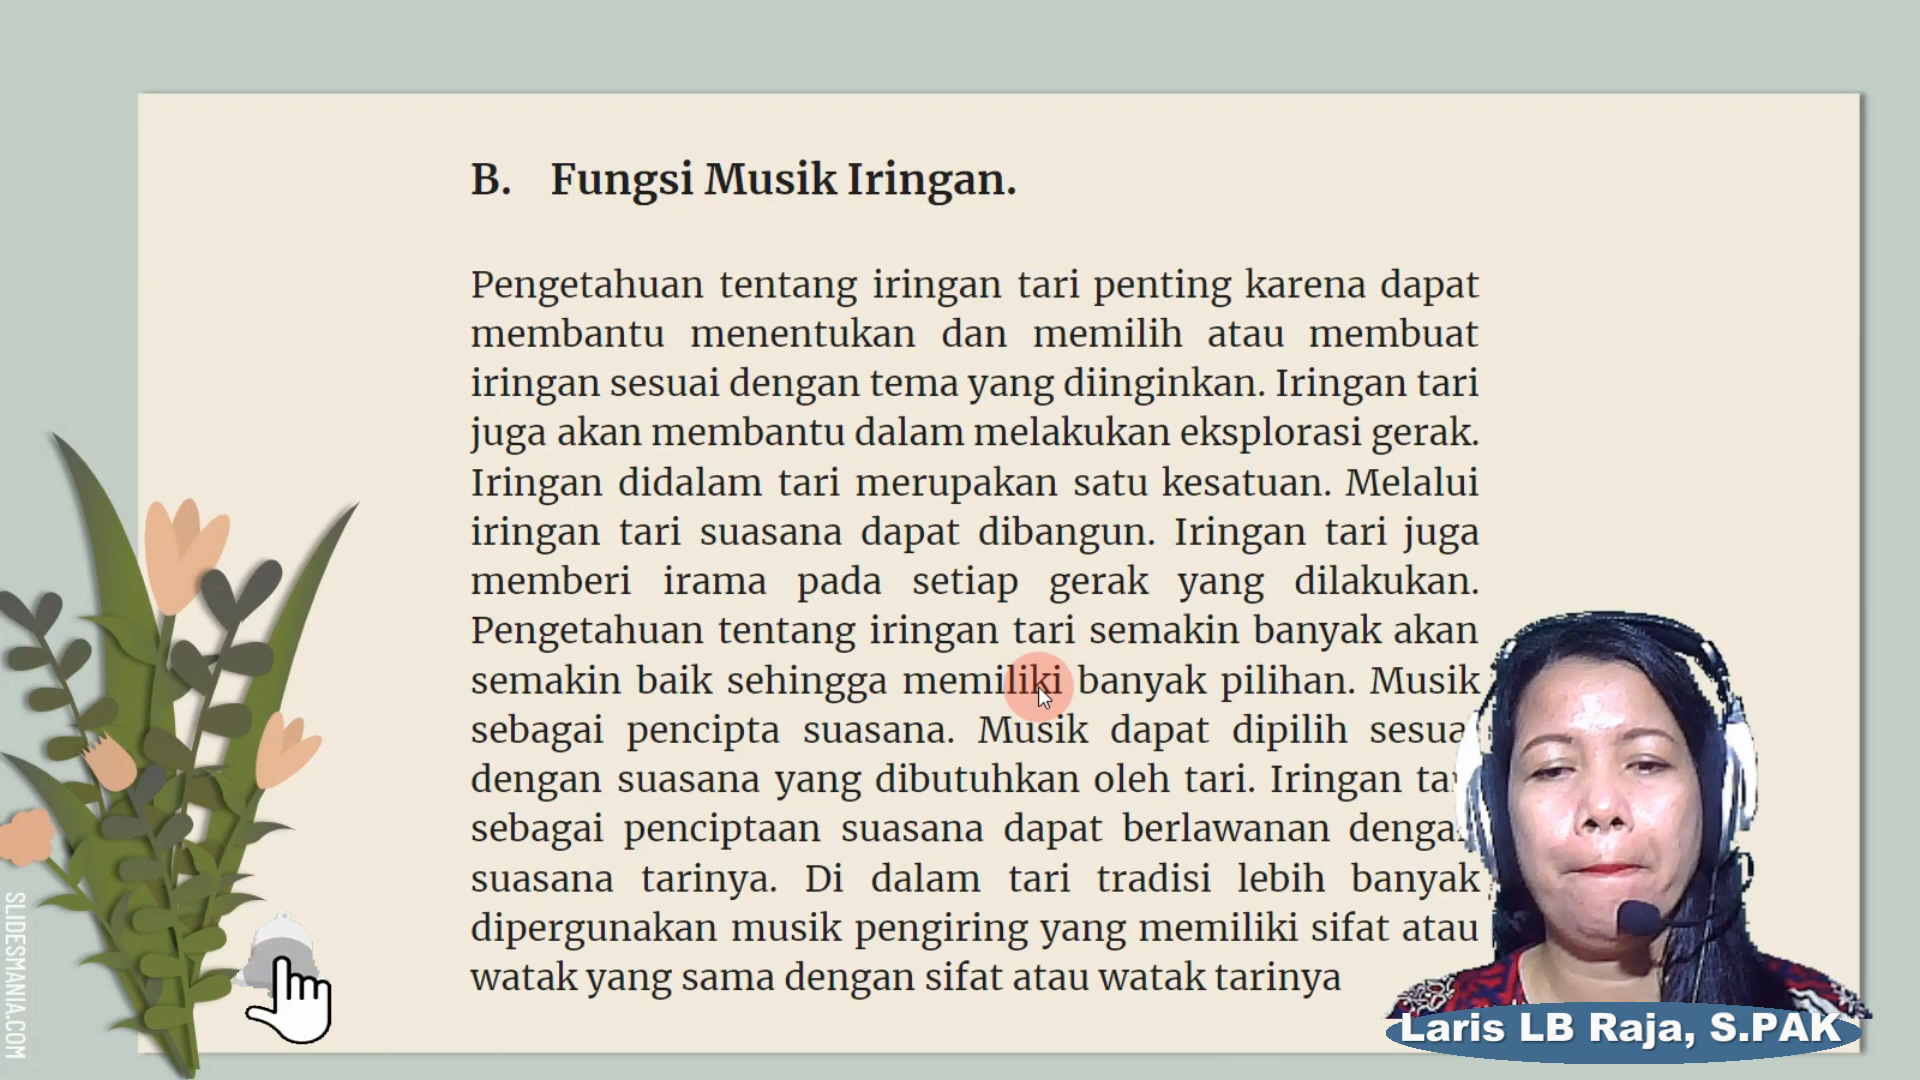 B. Fungsi Musik Iringan.
Pengetahuan tentang iringan tari penting karena dapat
membantu menentukan dan memilih atau membuat
iringan sesuai dengan tema yang diinginkan. Iringan tari
juga akan membantu dalam melakukan eksplorasi gerak.
Iringan didalam tari merupakan satu kesatuan. Melalui
iringan tari suasana dapat dibangun. Iringan tari juga
memberi irama pada setiap gerak yang dilakukan.
Pengetahuan tentang iringan tari semakin banyak akan
semakin baik sehingga memiliki banyak pilihan. Musik
sebagai pencipta suasana. Musik dapat dipilih sesuai
dengan suasana yang dibutuhkan oleh tari. Iringan tari
sebagai penciptaan suasana dapat berlawanan dengan
suasana tarinya. Di dalam tari tradisi lebih banyak
dipergunakan musik pengiring yang memiliki sifat atau
watak yang sama dengan sifat atau watak tarinya
SLIDESMANIA.COM
Laris LB Raja, S.PAK